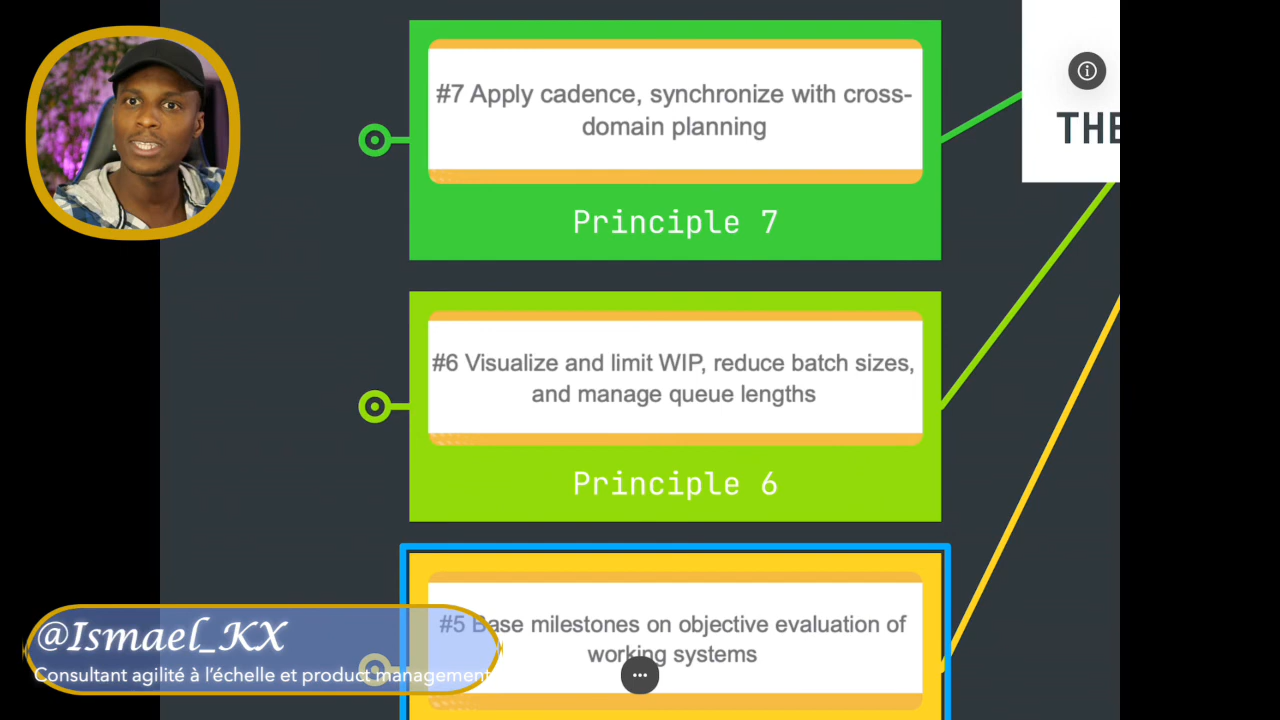 #7 Apply cadence, synchronize with cross-
domain planning
Principle 7
THE
#6 Visualize and limit WIP, reduce batch sizes,
and manage queue lengths
Principle 6
#5 Base milestones on objective evaluation of
working systems
@Ismael_KX
Consultant agilité à l'échelle et product management